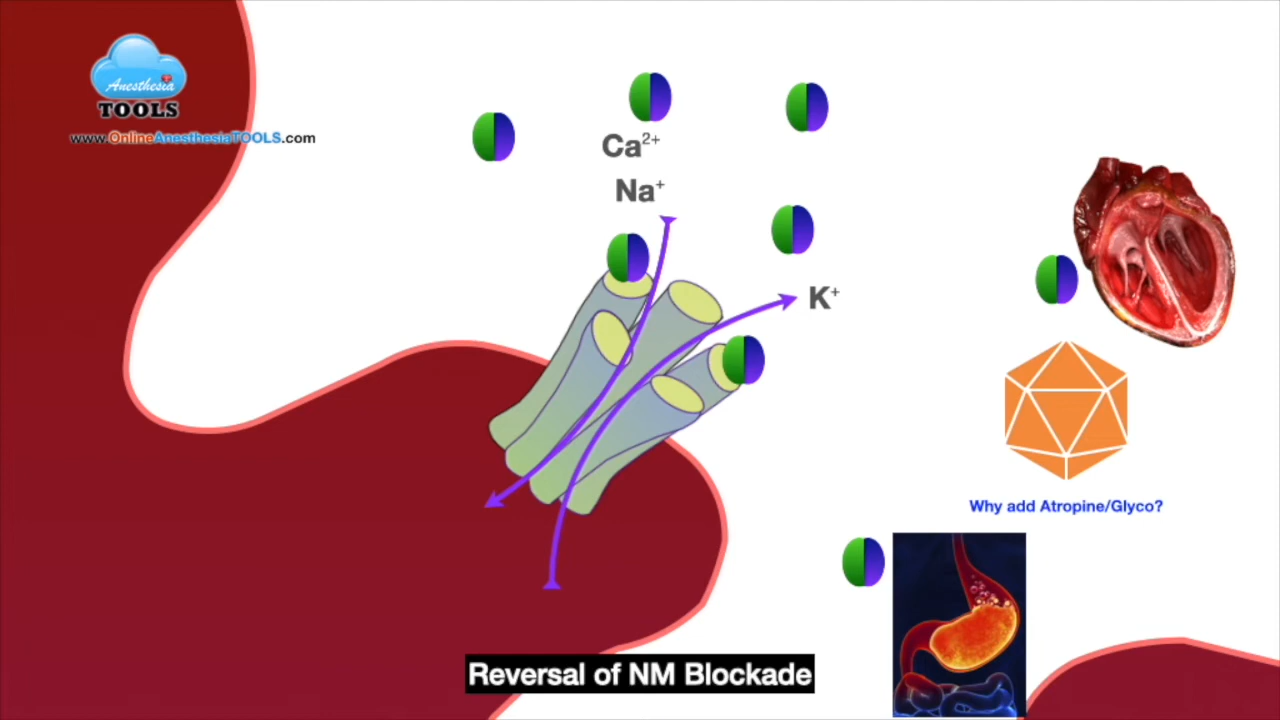 Anesthesia
TOOLS
www.OnlineAnesthesiaTOOLS.com
Ca²⁺
Na⁺
K⁺
Why add Atropine/Glyco?
Reversal of NM Blockade